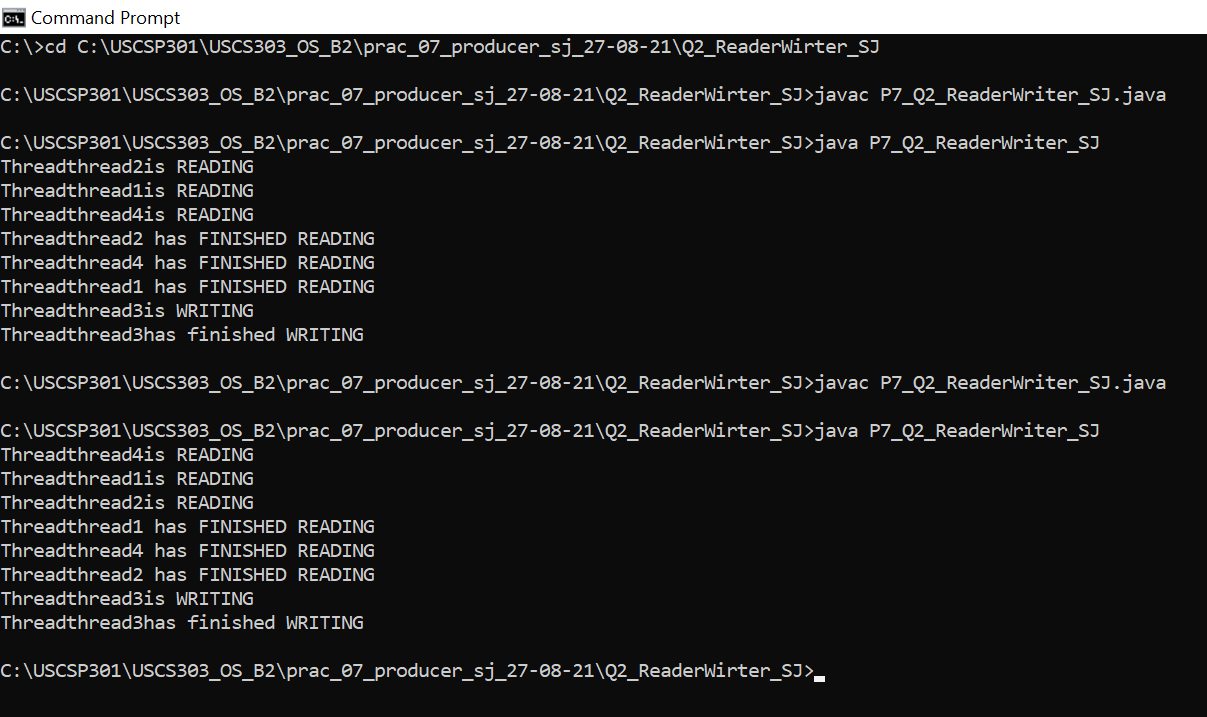 Command Prompt
C:\>cd C:\USCSP301\USCS303_OS_B2\prac_07_producer_sj_27-08-21\Q2_ReaderWirter_SJ
C:\USCSP301\USCS303_OS_B2\prac_07_producer_sj_27-08-21\Q2_ReaderWirter_SJ>javac P7_Q2_ReaderWriter_SJ.java
C:\USCSP301\USCS303_OS_B2\prac_07_producer_sj_27-08-21\Q2_ReaderWirter_SJ>java P7_Q2_ReaderWriter_SJ
Threadthread2is READING
Threadthread1is READING
Threadthread4is READING
Threadthread2 has FINISHED READING
Threadthread4 has FINISHED READING
Threadthread1 has FINISHED READING
Threadthread3is WRITING
Threadthread3has finished WRITING
C:\USCSP301\USCS303_OS_B2\prac_07_producer_sj_27-08-21\Q2_ReaderWirter_SJ>javac P7_Q2_ReaderWriter_SJ.java
C:\USCSP301\USCS303_OS_B2\prac_07_producer_sj_27-08-21\Q2_ReaderWirter_SJ>java P7_Q2_ReaderWriter_SJ
Threadthread4is READING
Threadthread1is READING
Threadthread2is READING
Threadthread1 has FINISHED READING
Threadthread4 has FINISHED READING
Threadthread2 has FINISHED READING
Threadthread3is WRITING
Threadthread3has finished WRITING
C:\USCSP301\USCS303_OS_B2\prac_07_producer_sj_27-08-21\Q2_ReaderWirter_SJ>